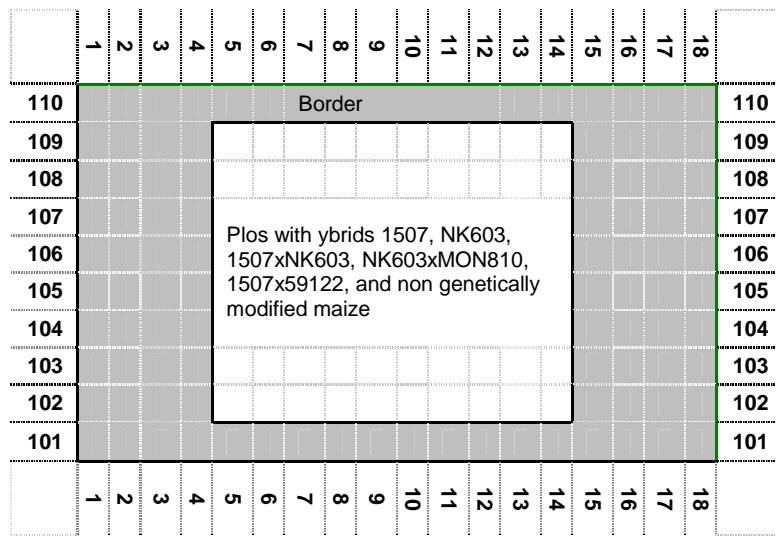 1 2 3 4 5 6 7 8 9 10 11 12 13 14 15 16 17 18
110 Border 110
109 109
108 108
107 107
Plos with ybrids 1507, NK603,
106 1507xNK603, NK603xMON810, 106
105 1507x59122, and non genetically 105
modified maize
104 104
103 103
102 102
101 101
1 2 3 4 5 6 7 8 9 10 11 12 13 14 15 16 17 18